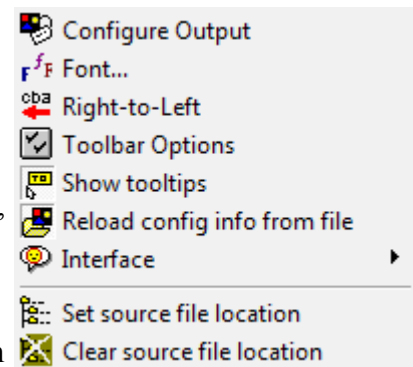 Configure Output
Font...
cba Right-to-Left
Toolbar Options
Show tooltips
Reload config info from file
Interface
Set source file location
Clear source file location